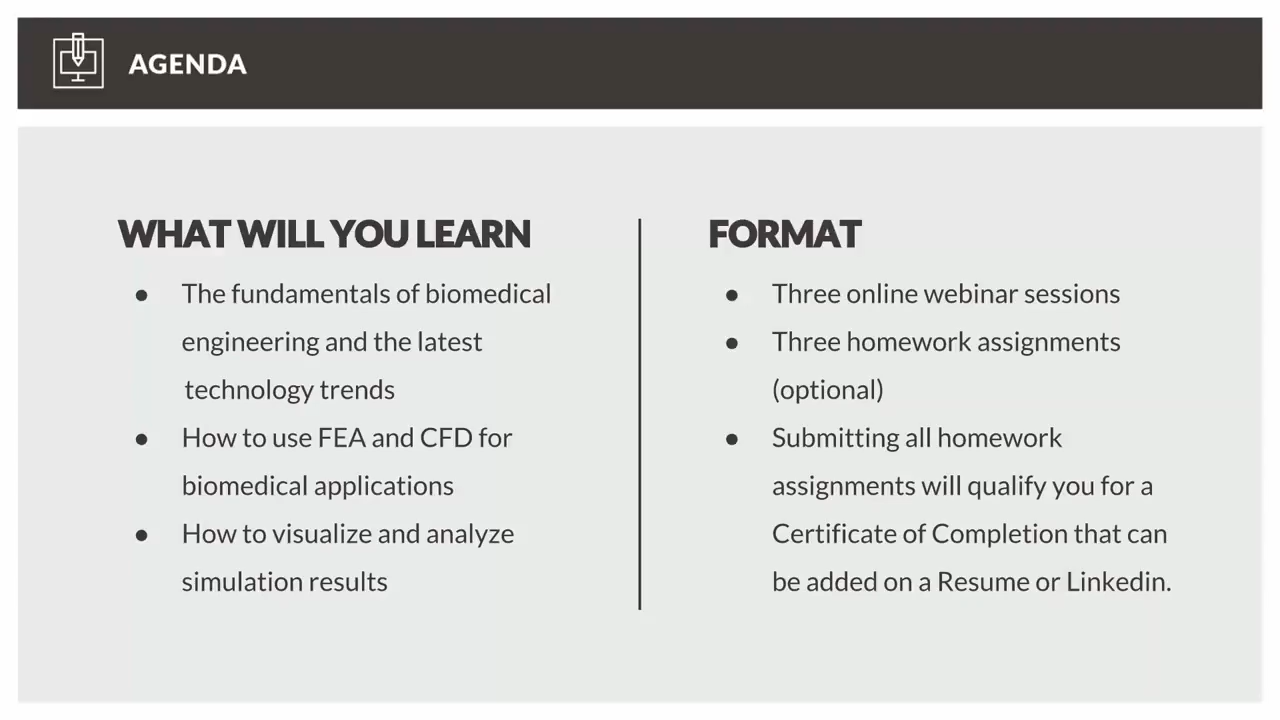 AGENDA
WHAT WILL YOU LEARN
● The fundamentals of biomedical
engineering and the latest
technology trends
● How to use FEA and CFD for
biomedical applications
● How to visualize and analyze
simulation results
FORMAT
● Three online webinar sessions
● Three homework assignments
(optional)
● Submitting all homework
assignments will qualify you for a
Certificate of Completion that can
be added on a Resume or Linkedin.